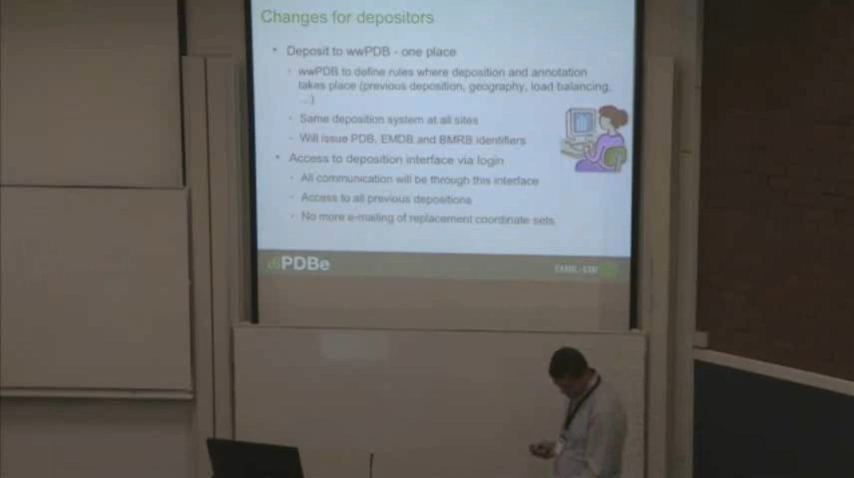 Changes for depositors
• Deposit to wwPDB - one place
- wwPDB to define rules where deposition and annotation
takes place (previous deposition, geography, load balancing,
...)
- Same deposition system at all sites
- Will issue PDB, EMDB and BMRB identifiers
• Access to deposition interface via login
- All communication will be through this interface
- Access to all previous depositions
- No more e-mailing of replacement coordinate sets
PDBe
EMBL-EBI